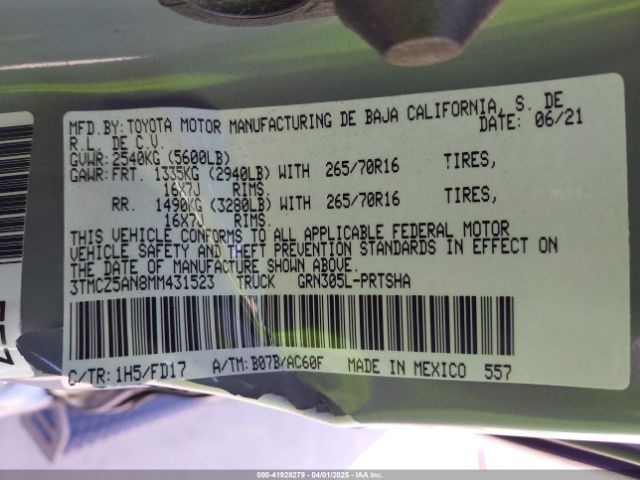 MFD.BY: TOYOTA MOTOR MANUFACTURING DE BAJA CALIFORNIA, S. DE
R.L. DE C.V. DATE: 06/21
GVWR: 2540KG (5600LB)
GAWR: FRT. 1335KG (2940LB) WITH 265/70R16 TIRES,
16X7J RIMS.
RR. 1490KG (3280LB) WITH 265/70R16 TIRES,
16X7J RIMS.
THIS VEHICLE CONFORMS TO ALL APPLICABLE FEDERAL MOTOR
VEHICLE SAFETY AND THEFT PREVENTION STANDARDS IN EFFECT ON
THE DATE OF MANUFACTURE SHOWN ABOVE.
3TMCZ5AN8MM431523 TRUCK GRN305L-PRTSHA
C/TR: 1H5/FD17 A/TM: B07B/AC60F MADE IN MEXICO 557
000-41928279 - 04/01/2025 - IAAI, Inc.